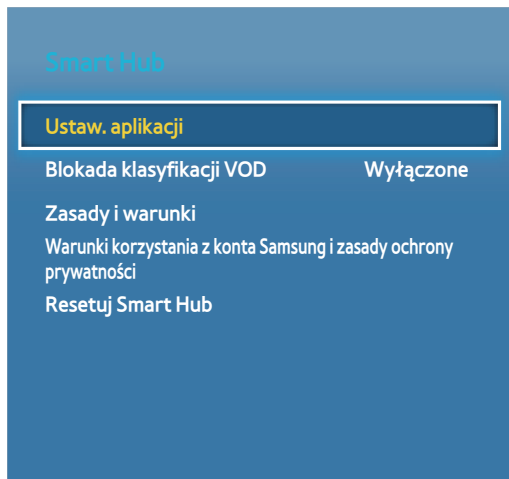 Smart Hub
Ustaw. aplikacji
Blokada klasyfikacji VOD Wyłączone
Zasady i warunki
Warunki korzystania z konta Samsung i zasady ochrony
prywatności
Resetuj Smart Hub